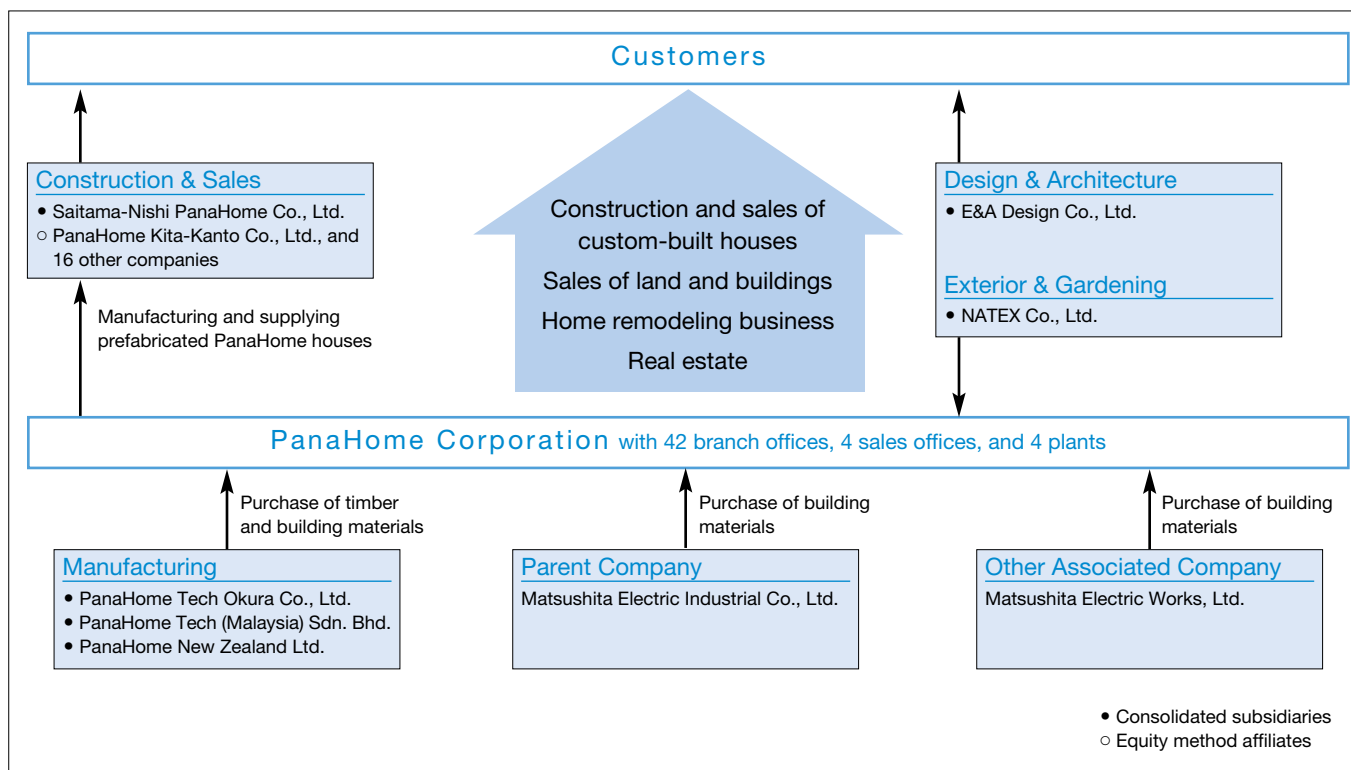 Customers
Construction & Sales
• Saitama-Nishi PanaHome Co., Ltd.
○ PanaHome Kita-Kanto Co., Ltd., and
16 other companies
Manufacturing and supplying
prefabricated PanaHome houses
Construction and sales of
custom-built houses
Sales of land and buildings
Home remodeling business
Real estate
Design & Architecture
• E&A Design Co., Ltd.
Exterior & Gardening
• NATEX Co., Ltd.
PanaHome Corporation with 42 branch offices, 4 sales offices, and 4 plants
Purchase of timber
and building materials
Purchase of building
materials
Purchase of building
materials
Manufacturing
• PanaHome Tech Okura Co., Ltd.
• PanaHome Tech (Malaysia) Sdn. Bhd.
• PanaHome New Zealand Ltd.
Parent Company
Matsushita Electric Industrial Co., Ltd.
Other Associated Company
Matsushita Electric Works, Ltd.
• Consolidated subsidiaries
○ Equity method affiliates